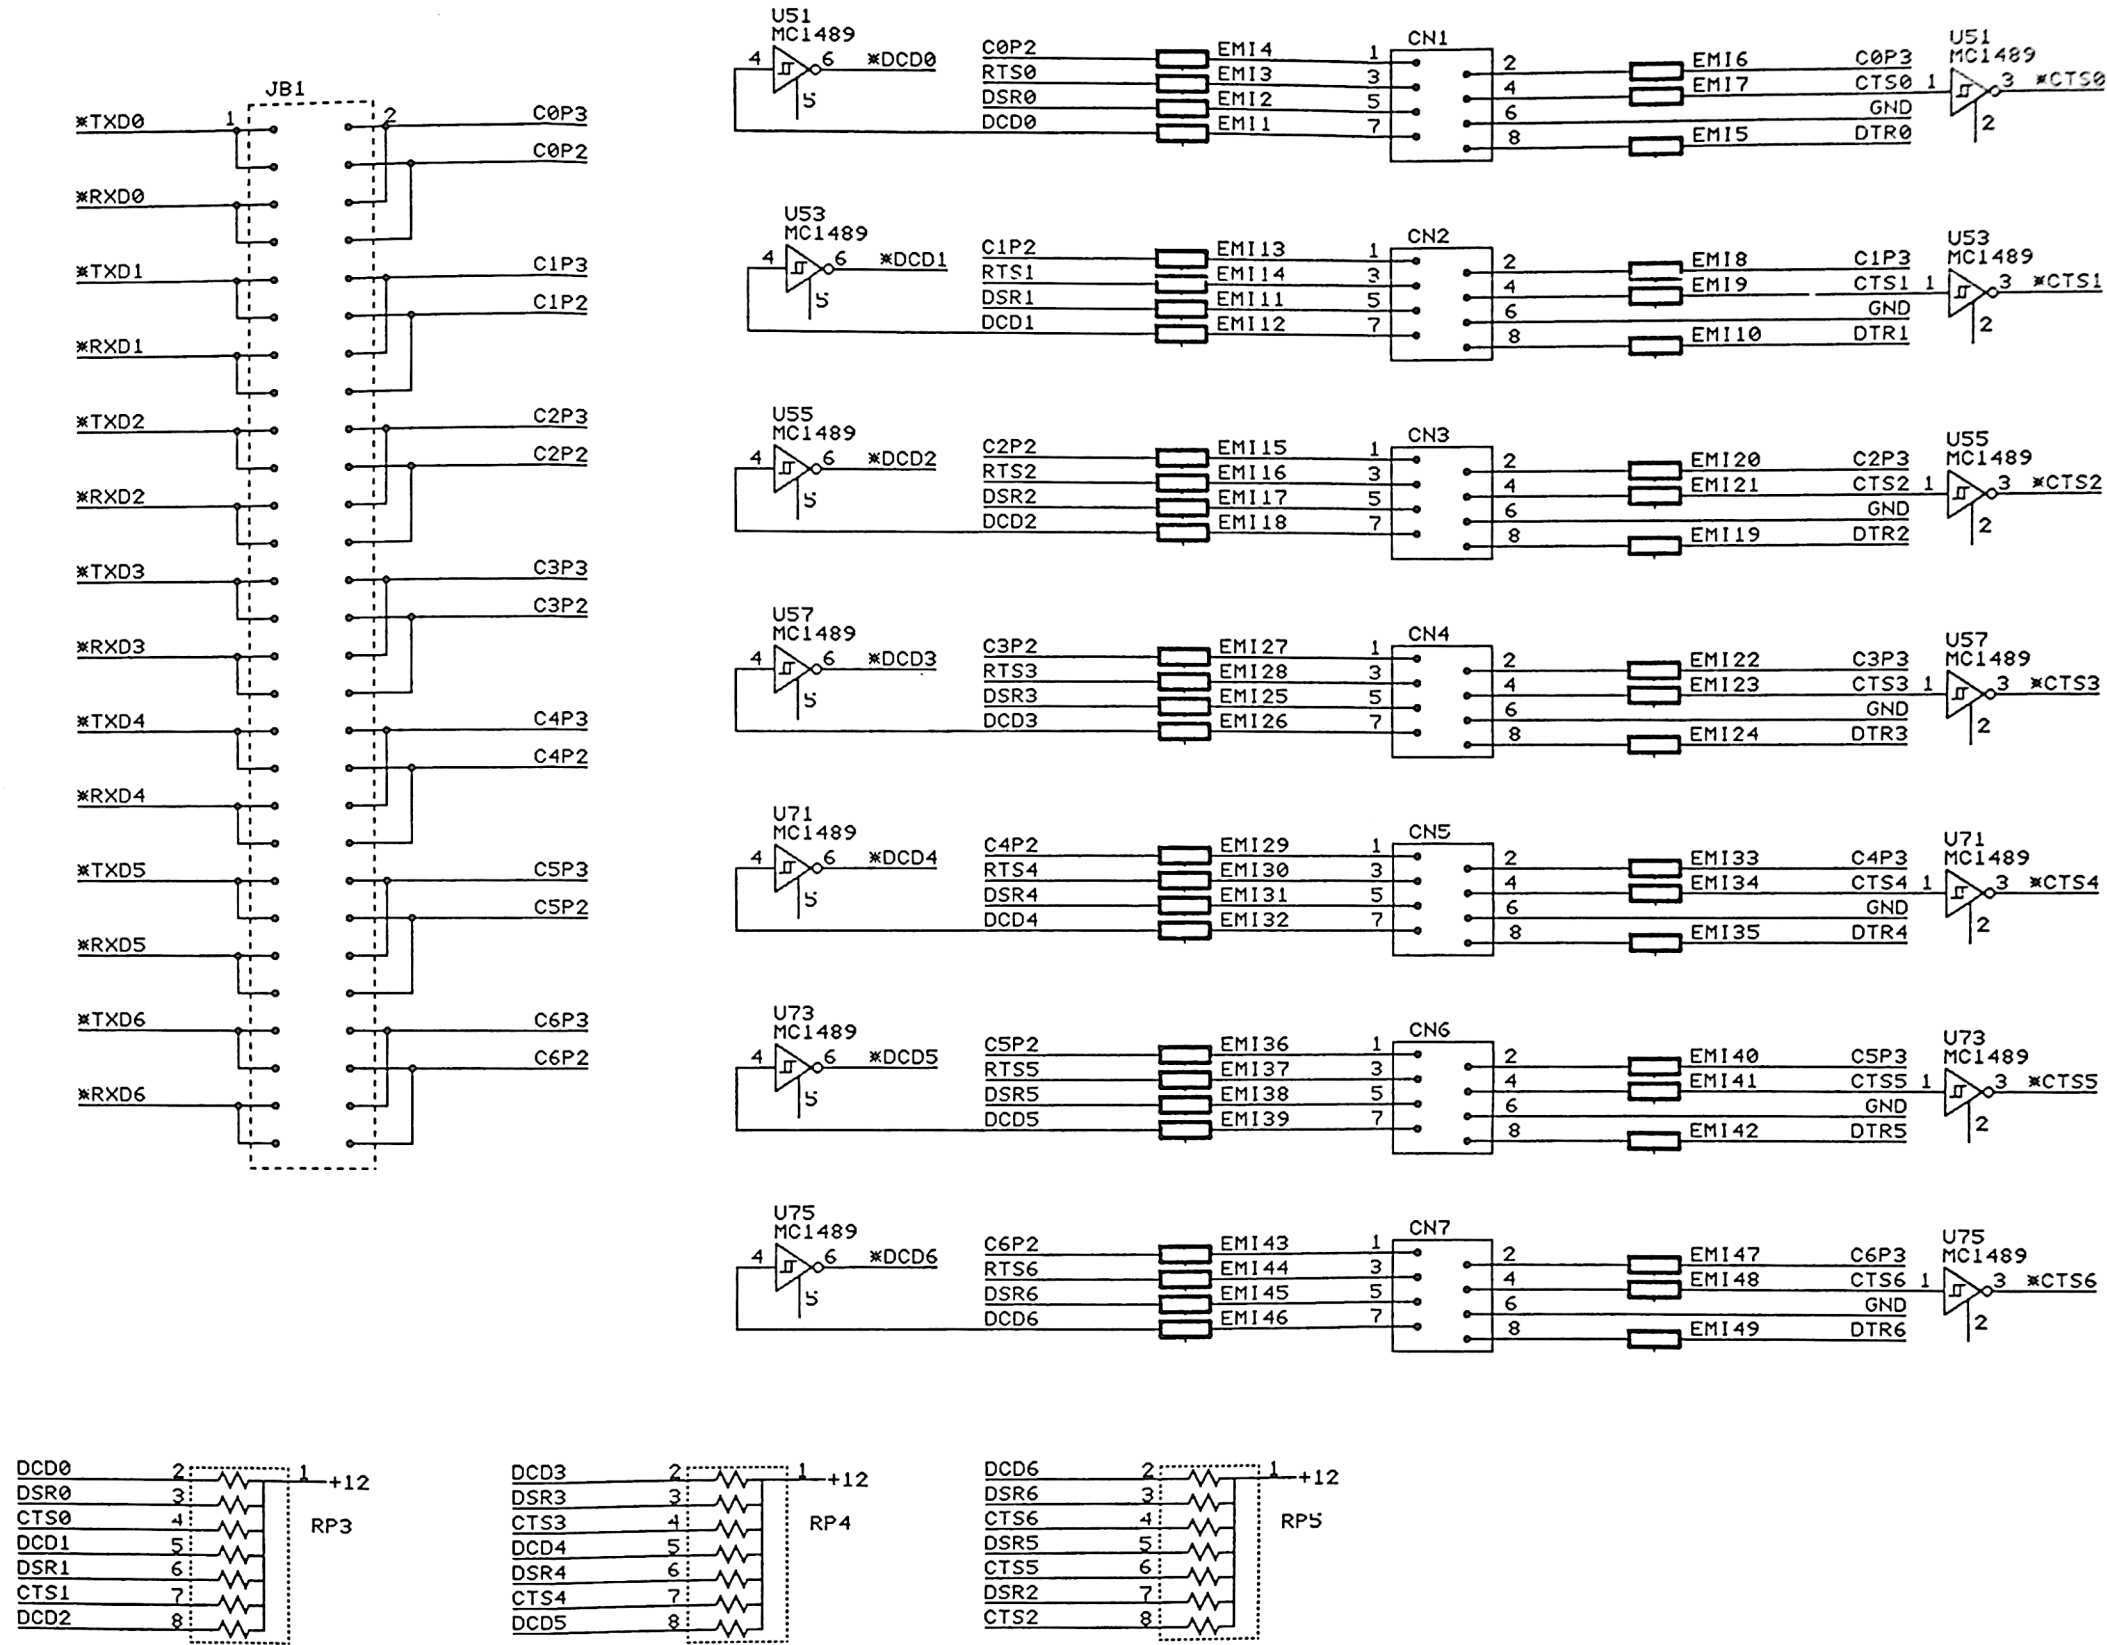 JB1
1 2
*TXD0 C0P3
C0P2
*RXD0
*TXD1 C1P3
C1P2
*RXD1
*TXD2 C2P3
C2P2
*RXD2
*TXD3 C3P3
C3P2
*RXD3
*TXD4 C4P3
C4P2
*RXD4
*TXD5 C5P3
C5P2
*RXD5
*TXD6 C6P3
C6P2
*RXD6
U51
MC1489
4 6 *DCD0
5
C0P2 EMI4 1
RTS0 EMI3 3
DSR0 EMI2 5
DCD0 EMI1 7
CN1
2 EMI6 C0P3
4 EMI7 CTS0
6 GND
8 EMI5 DTR0
U51
MC1489
1 3 *CTS0
2
U53
MC1489
4 6 *DCD1
5
C1P2 EMI13 1
RTS1 EMI14 3
DSR1 EMI11 5
DCD1 EMI12 7
CN2
2 EMI8 C1P3
4 EMI9 CTS1
6 GND
8 EMI10 DTR1
U53
MC1489
1 3 *CTS1
2
U55
MC1489
4 6 *DCD2
5
C2P2 EMI15 1
RTS2 EMI16 3
DSR2 EMI17 5
DCD2 EMI18 7
CN3
2 EMI20 C2P3
4 EMI21 CTS2
6 GND
8 EMI19 DTR2
U55
MC1489
1 3 *CTS2
2
U57
MC1489
4 6 *DCD3
5
C3P2 EMI27 1
RTS3 EMI28 3
DSR3 EMI25 5
DCD3 EMI26 7
CN4
2 EMI22 C3P3
4 EMI23 CTS3
6 GND
8 EMI24 DTR3
U57
MC1489
1 3 *CTS3
2
U71
MC1489
4 6 *DCD4
5
C4P2 EMI29 1
RTS4 EMI30 3
DSR4 EMI31 5
DCD4 EMI32 7
CN5
2 EMI33 C4P3
4 EMI34 CTS4
6 GND
8 EMI35 DTR4
U71
MC1489
1 3 *CTS4
2
U73
MC1489
4 6 *DCD5
5
C5P2 EMI36 1
RTS5 EMI37 3
DSR5 EMI38 5
DCD5 EMI39 7
CN6
2 EMI40 C5P3
4 EMI41 CTS5
6 GND
8 EMI42 DTR5
U73
MC1489
1 3 *CTS5
2
U75
MC1489
4 6 *DCD6
5
C6P2 EMI43 1
RTS6 EMI44 3
DSR6 EMI45 5
DCD6 EMI46 7
CN7
2 EMI47 C6P3
4 EMI48 CTS6
6 GND
8 EMI49 DTR6
U75
MC1489
1 3 *CTS6
2
DCD0 2 1 +12
DSR0 3
CTS0 4 RP3
DCD1 5
DSR1 6
CTS1 7
DCD2 8
DCD3 2 1 +12
DSR3 3
CTS3 4 RP4
DCD4 5
DSR4 6
CTS4 7
DCD5 8
DCD6 2 1 +12
DSR6 3
CTS6 4 RP5
DSR5 5
CTS5 6
DSR2 7
CTS2 8